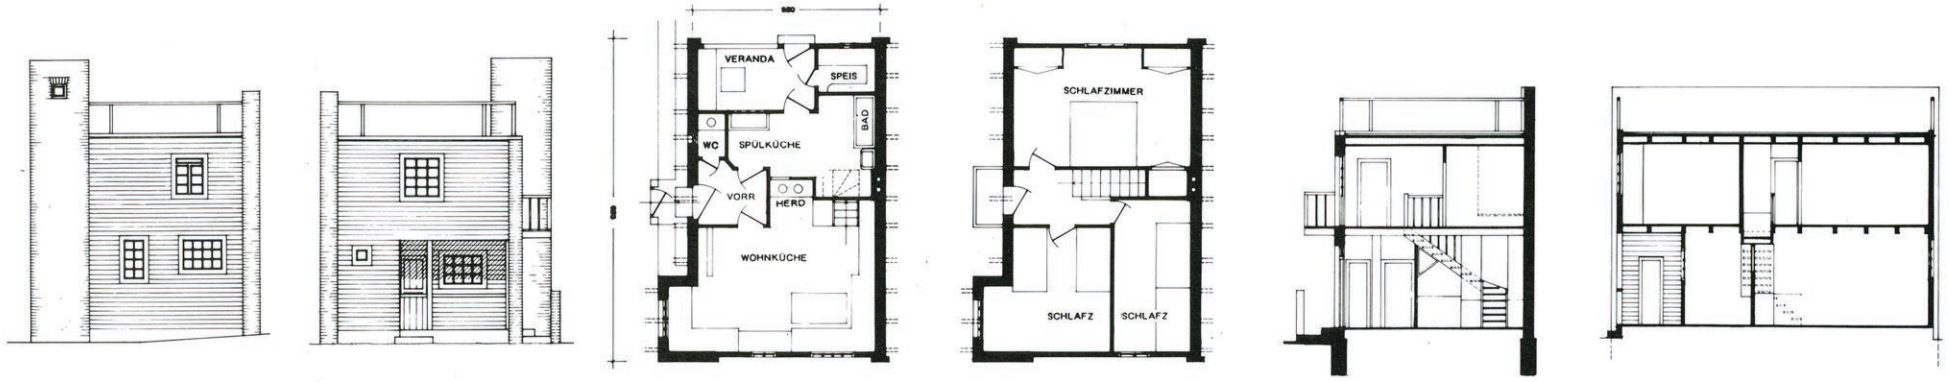 VERANDA
SPEIS
BAD
WC
SPÜLKÜCHE
VORR
HERD
WOHNKÜCHE
SCHLAFZIMMER
SCHLAFZ
SCHLAFZ